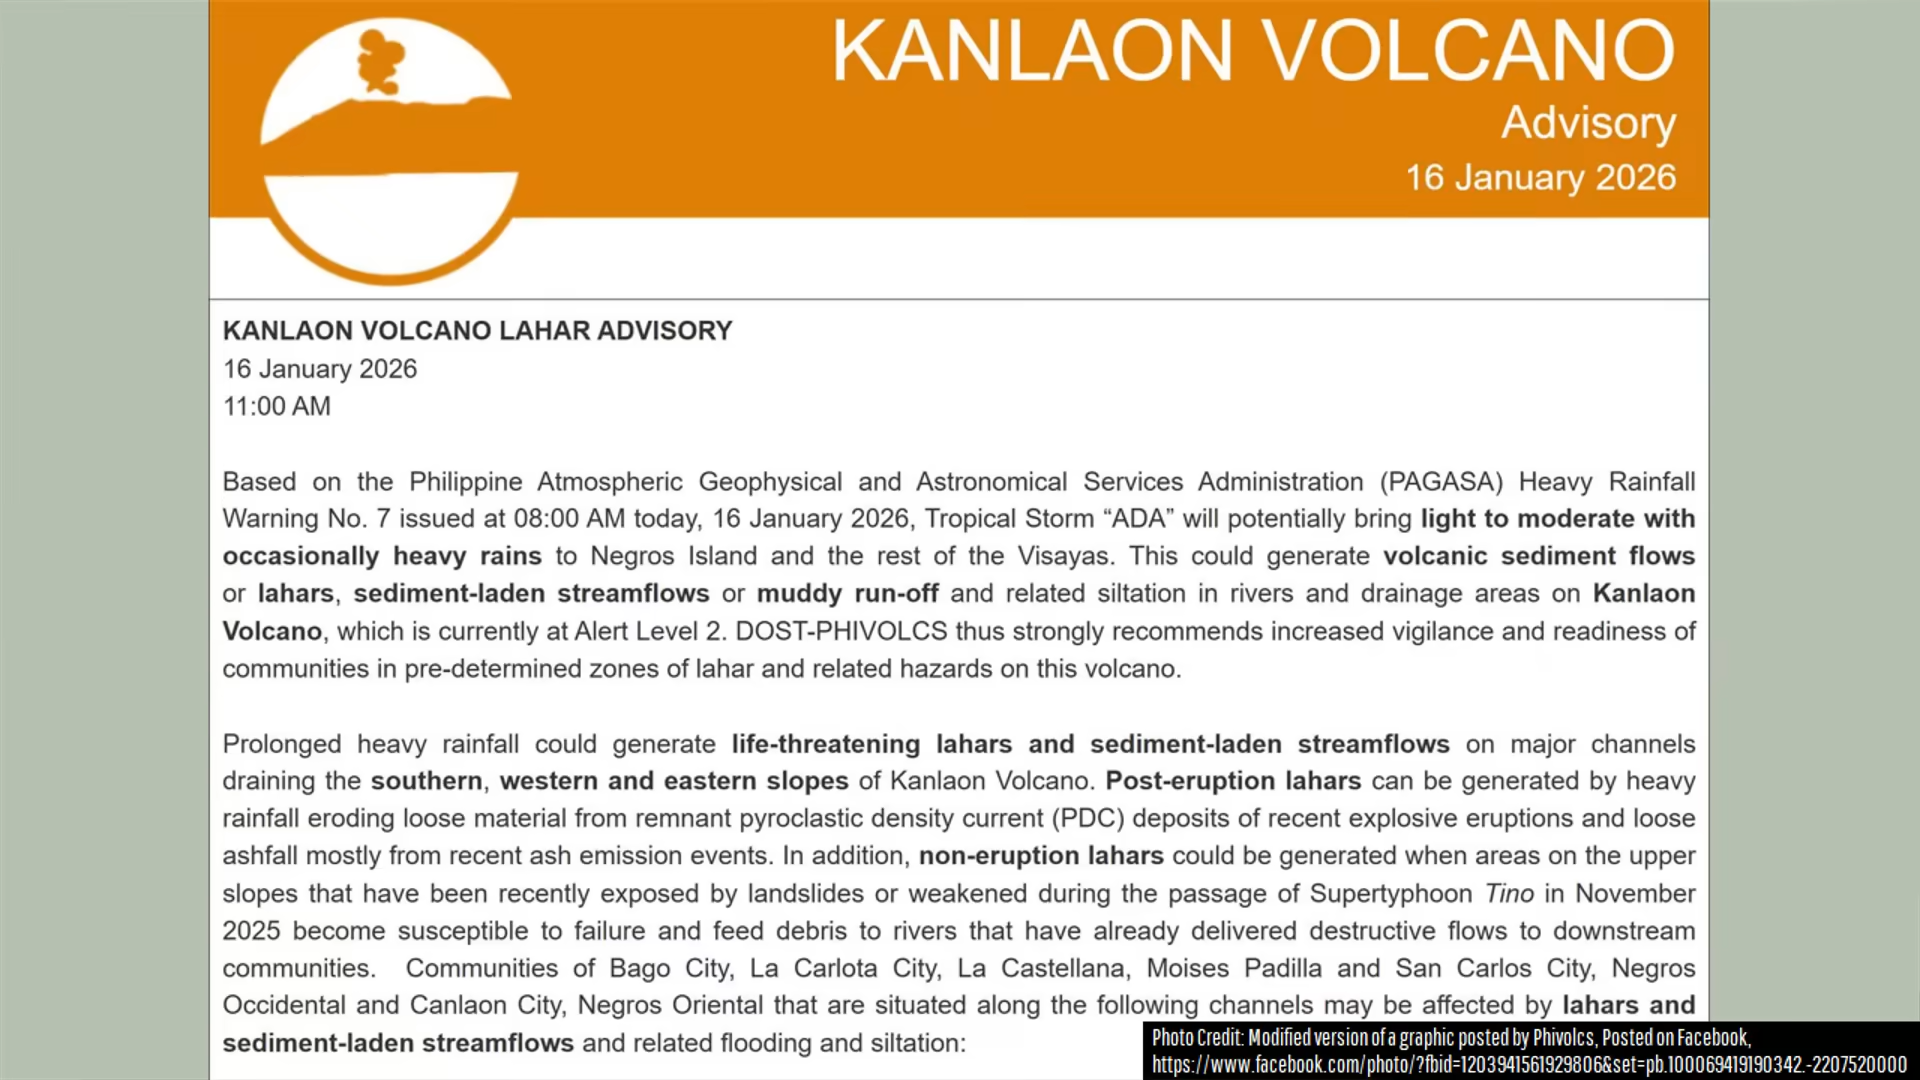 KANLAON VOLCANO
Advisory
16 January 2026
KANLAON VOLCANO LAHAR ADVISORY
16 January 2026
11:00 AM
Based on the Philippine Atmospheric Geophysical and Astronomical Services Administration (PAGASA) Heavy Rainfall
Warning No. 7 issued at 08:00 AM today, 16 January 2026, Tropical Storm “ADA” will potentially bring light to moderate with
occasionally heavy rains to Negros Island and the rest of the Visayas. This could generate volcanic sediment flows
or lahars, sediment-laden streamflows or muddy run-off and related siltation in rivers and drainage areas on Kanlaon
Volcano, which is currently at Alert Level 2. DOST-PHIVOLCS thus strongly recommends increased vigilance and readiness of
communities in pre-determined zones of lahar and related hazards on this volcano.
Prolonged heavy rainfall could generate life-threatening lahars and sediment-laden streamflows on major channels
draining the southern, western and eastern slopes of Kanlaon Volcano. Post-eruption lahars can be generated by heavy
rainfall eroding loose material from remnant pyroclastic density current (PDC) deposits of recent explosive eruptions and loose
ashfall mostly from recent ash emission events. In addition, non-eruption lahars could be generated when areas on the upper
slopes that have been recently exposed by landslides or weakened during the passage of Supertyphoon Tino in November
2025 become susceptible to failure and feed debris to rivers that have already delivered destructive flows to downstream
communities. Communities of Bago City, La Carlota City, La Castellana, Moises Padilla and San Carlos City, Negros
Occidental and Canlaon City, Negros Oriental that are situated along the following channels may be affected by lahars and
sediment-laden streamflows and related flooding and siltation:
Photo Credit: Modified version of a graphic posted by Phivolcs, Posted on Facebook,
https://www.facebook.com/photo/?fbid=1203941561929806&set=pb.100069419190342.-2207520000